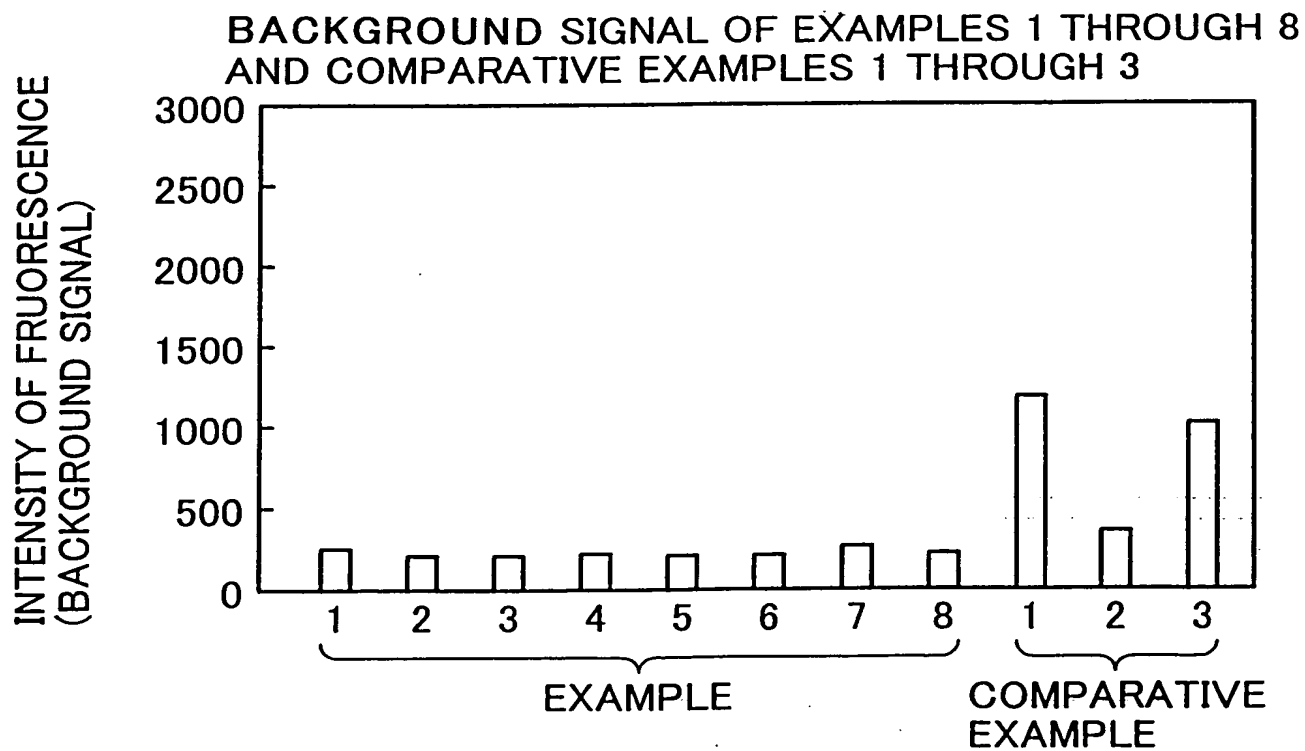 BACKGROUND SIGNAL OF EXAMPLES 1 THROUGH 8
AND COMPARATIVE EXAMPLES 1 THROUGH 3
INTENSITY OF FRUORESCENCE
(BACKGROUND SIGNAL)
3000
2500
2000
1500
1000
500
0
1 2 3 4 5 6 7 8 1 2 3
EXAMPLE
COMPARATIVE
EXAMPLE